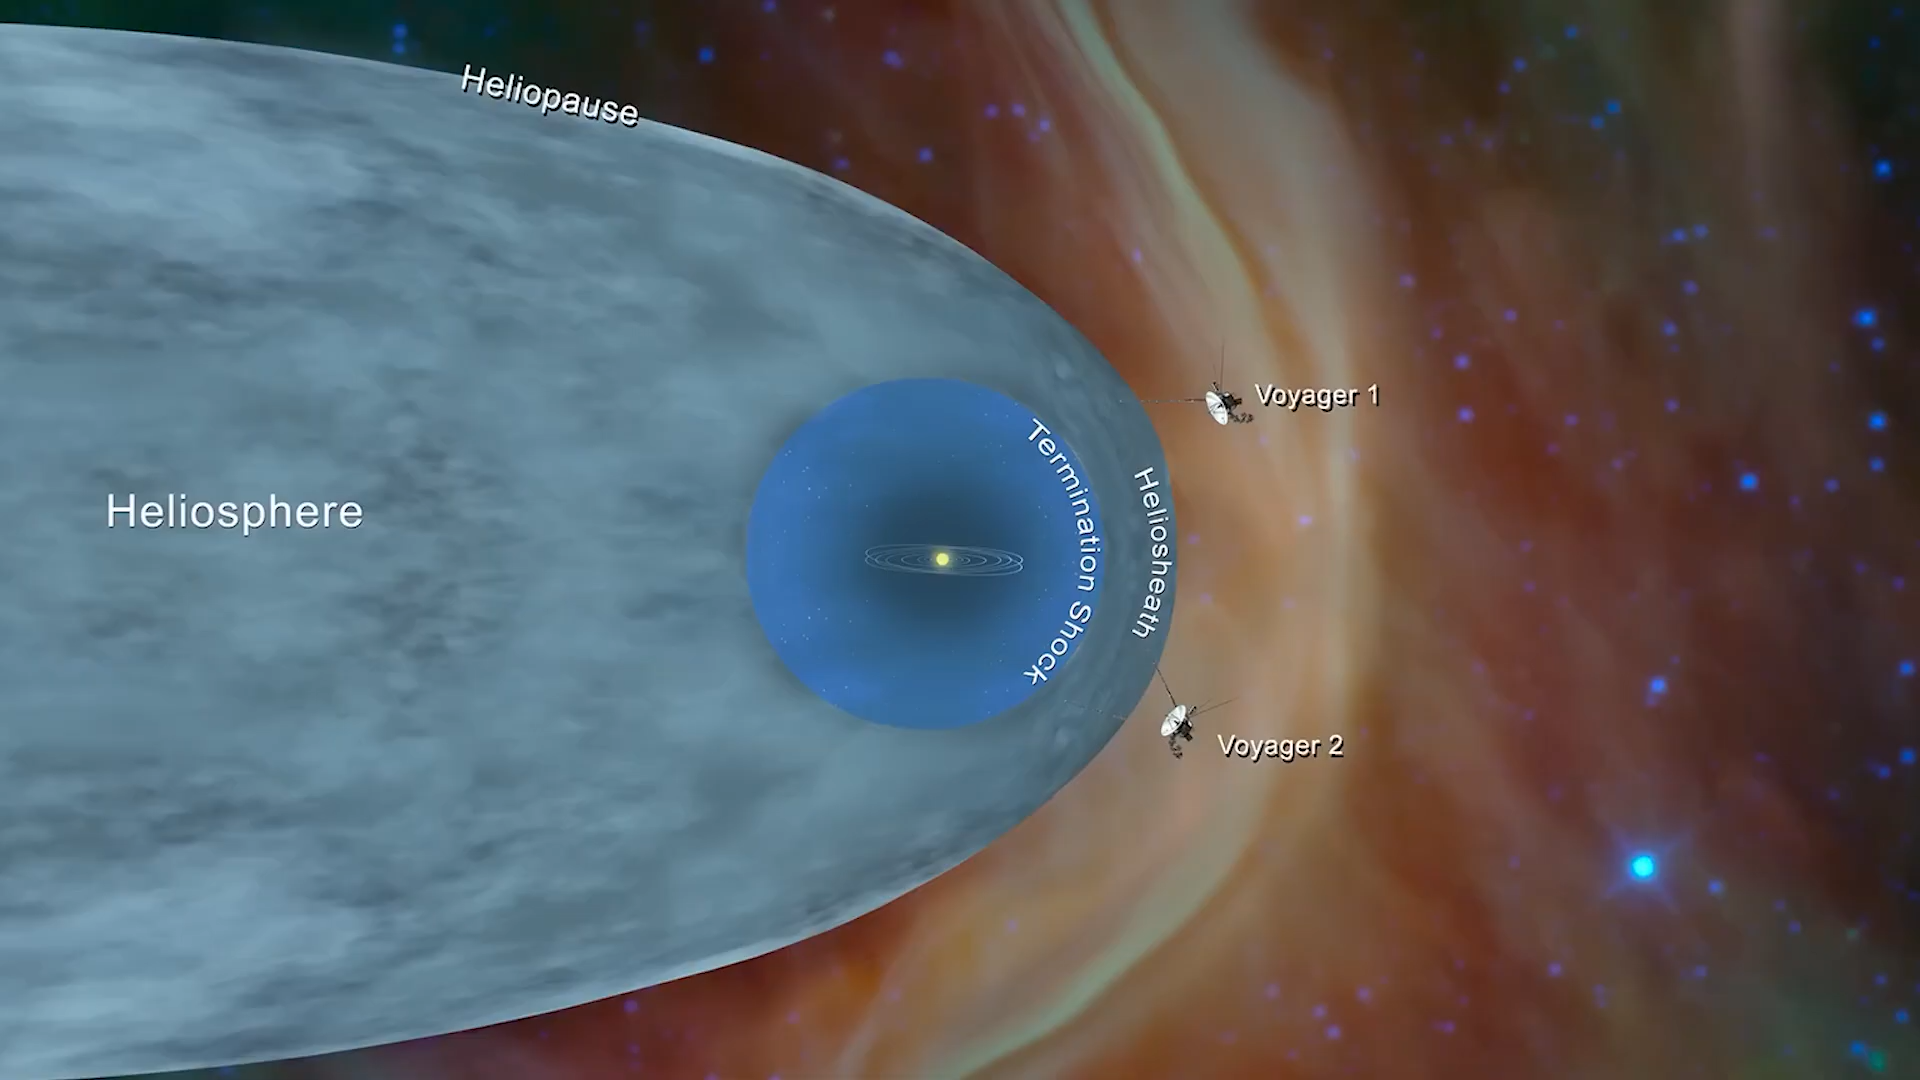 Heliopause
Voyager 1
Termination Shock
Heliosheath
Heliosphere
Voyager 2